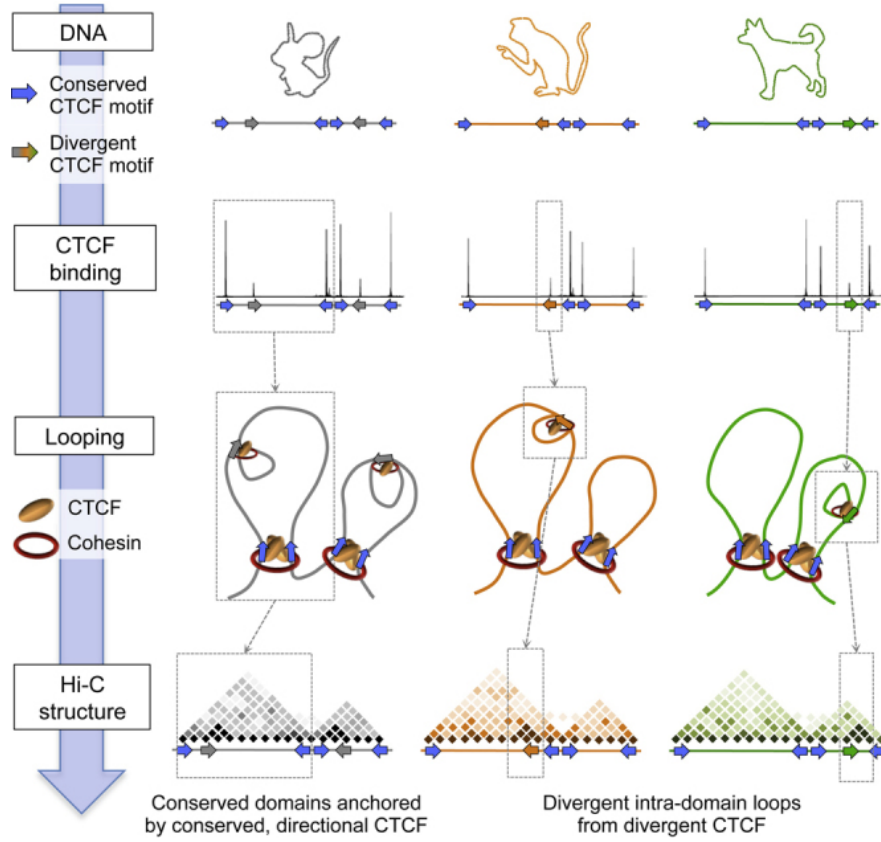 DNA
Conserved
CTCF motif
Divergent
CTCF motif
CTCF
binding
Looping
CTCF
Cohesin
Hi-C
structure
Conserved domains anchored
by conserved, directional CTCF
Divergent intra-domain loops
from divergent CTCF